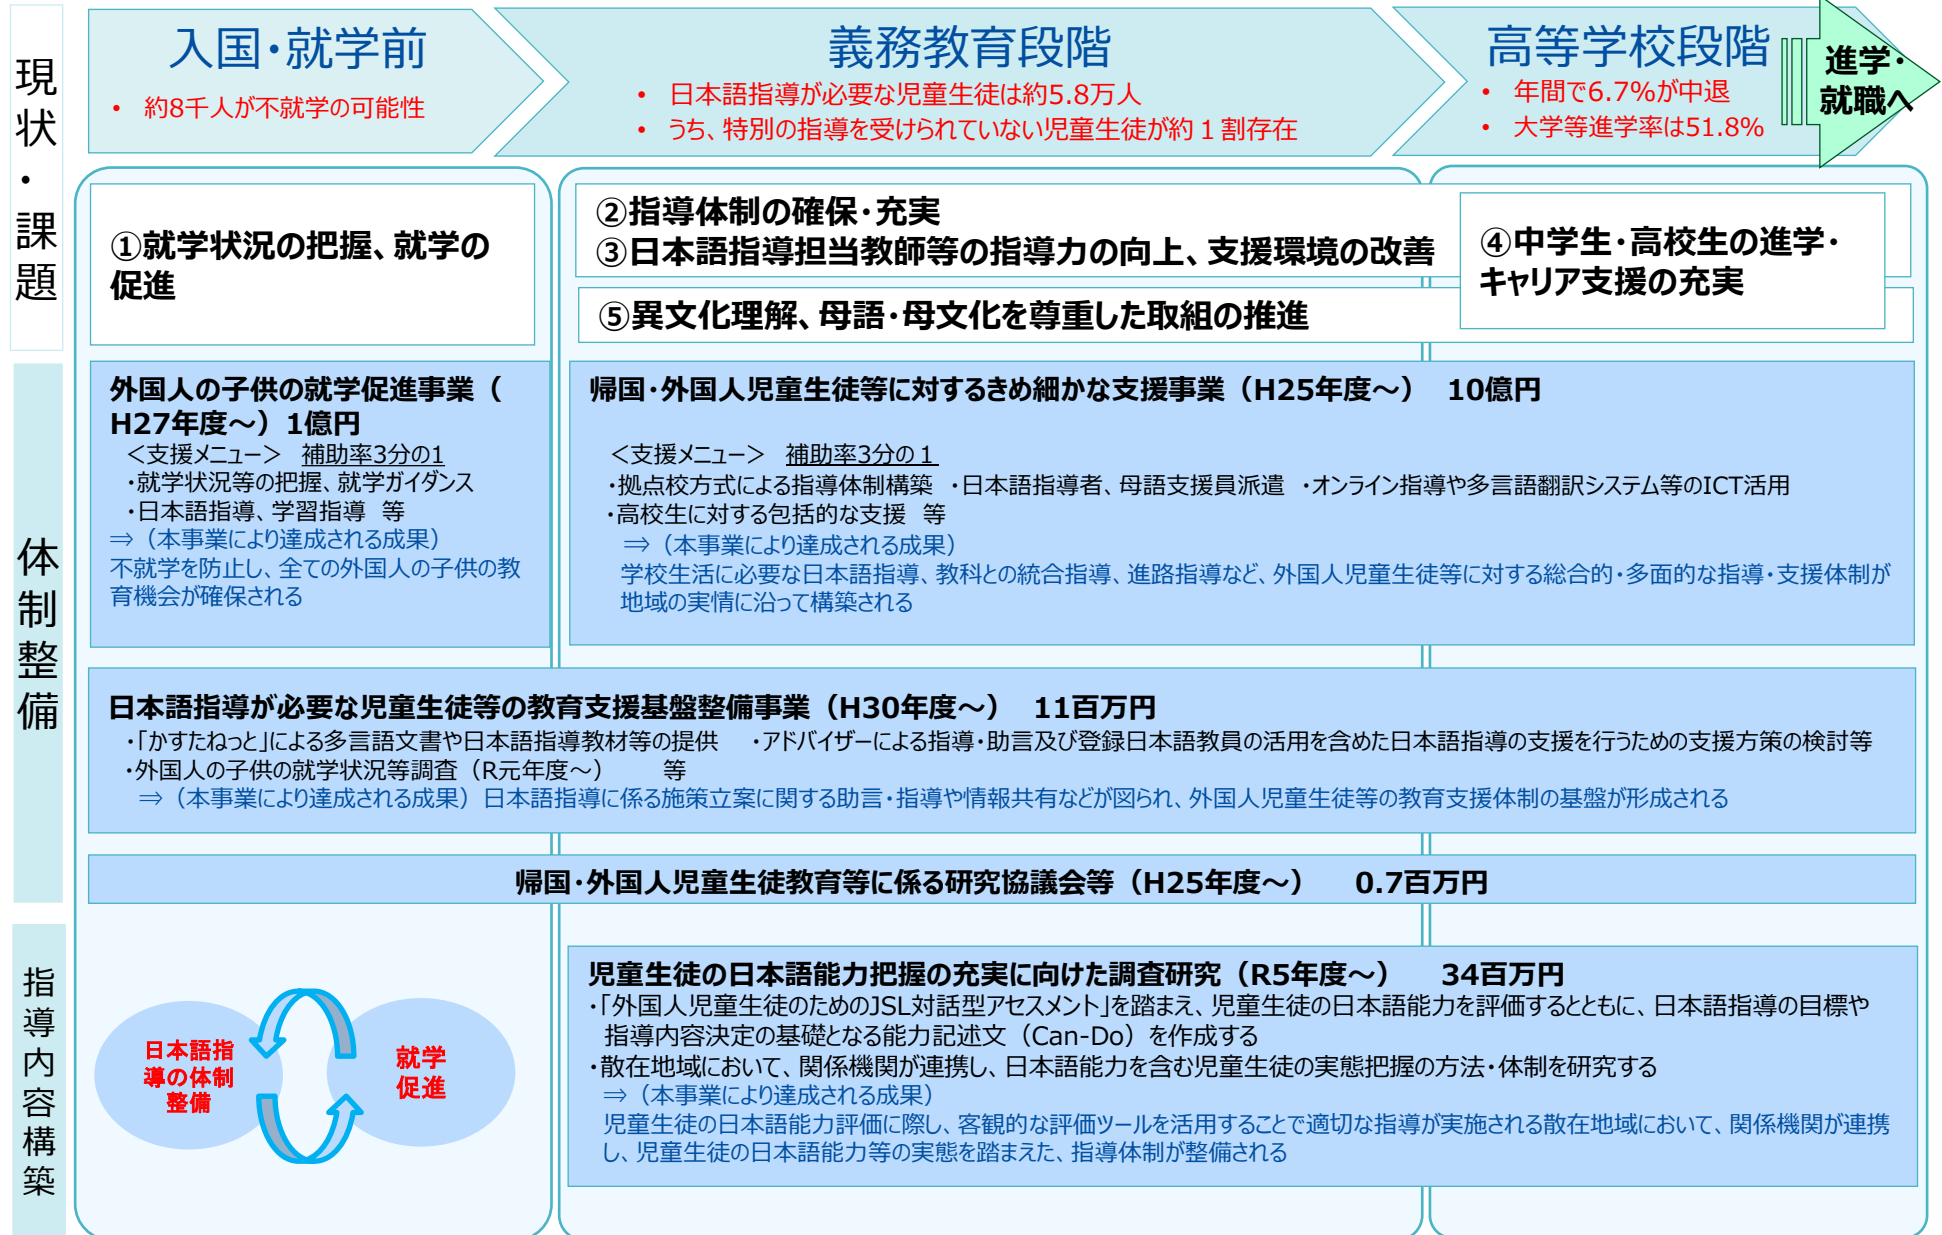 現状・課題
入国・就学前
• 約8千人が不就学の可能性
義務教育段階
• 日本語指導が必要な児童生徒は約5.8万人
• うち、特別の指導を受けられていない児童生徒が約１割存在
高等学校段階
• 年間で6.7%が中退
• 大学等進学率は51.8%
進学・
就職へ
①就学状況の把握、就学の
促進
②指導体制の確保・充実
③日本語指導担当教師等の指導力の向上、支援環境の改善
④中学生・高校生の進学・
キャリア支援の充実
⑤異文化理解、母語・母文化を尊重した取組の推進
体制整備
外国人の子供の就学促進事業（
H27年度～）1億円
＜支援メニュー＞　補助率3分の1
・就学状況等の把握、就学ガイダンス
・日本語指導、学習指導　等
⇒（本事業により達成される成果）
不就学を防止し、全ての外国人の子供の教
育機会が確保される
帰国・外国人児童生徒等に対するきめ細かな支援事業（H25年度～）　10億円
＜支援メニュー＞　補助率3分の１
・拠点校方式による指導体制構築　・日本語指導者、母語支援員派遣　・オンライン指導や多言語翻訳システム等のICT活用
・高校生に対する包括的な支援　等
⇒（本事業により達成される成果）
学校生活に必要な日本語指導、教科との統合指導、進路指導など、外国人児童生徒等に対する総合的・多面的な指導・支援体制が
地域の実情に沿って構築される
日本語指導が必要な児童生徒等の教育支援基盤整備事業（H30年度～）　11百万円
・「かすたねっと」による多言語文書や日本語指導教材等の提供　・アドバイザーによる指導・助言及び登録日本語教員の活用を含めた日本語指導の支援を行うための支援方策の検討等
・外国人の子供の就学状況等調査（R元年度～）　　等
⇒（本事業により達成される成果）日本語指導に係る施策立案に関する助言・指導や情報共有などが図られ、外国人児童生徒等の教育支援体制の基盤が形成される
帰国・外国人児童生徒教育等に係る研究協議会等（H25年度～）　0.7百万円
指導内容構築
日本語指
導の体制
整備
就学
促進
児童生徒の日本語能力把握の充実に向けた調査研究（R5年度～）　34百万円
・「外国人児童生徒のためのJSL対話型アセスメント」を踏まえ、児童生徒の日本語能力を評価するとともに、日本語指導の目標や
指導内容決定の基礎となる能力記述文（Can-Do）を作成する
・散在地域において、関係機関が連携し、日本語能力を含む児童生徒の実態把握の方法・体制を研究する
⇒（本事業により達成される成果）
児童生徒の日本語能力評価に際し、客観的な評価ツールを活用することで適切な指導が実施される散在地域において、関係機関が連携
し、児童生徒の日本語能力等の実態を踏まえた、指導体制が整備される